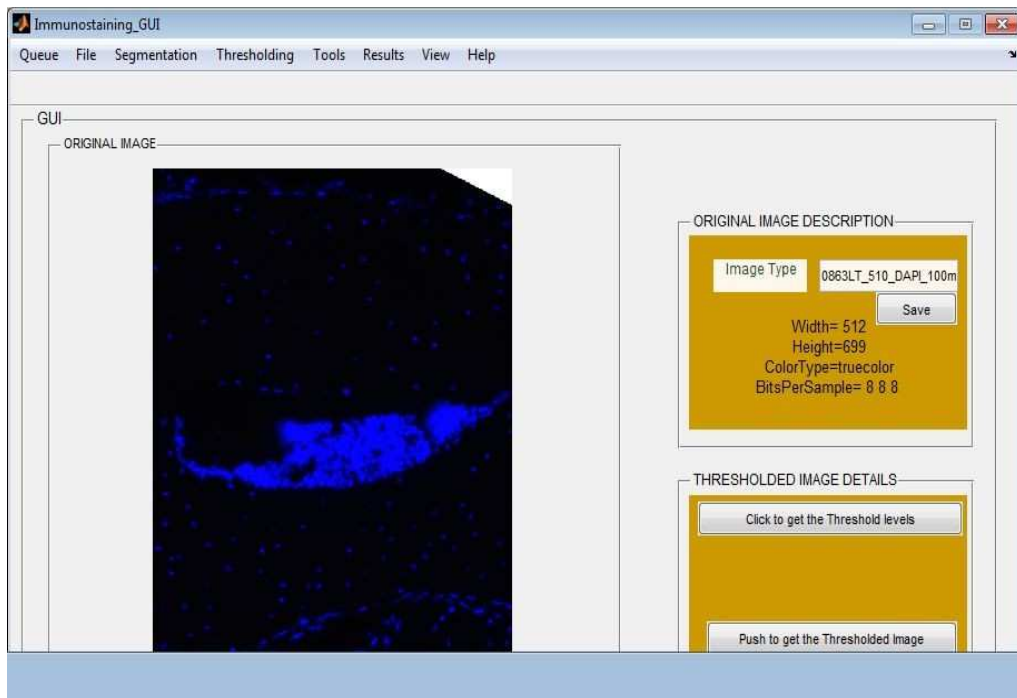 Immunostaining_GUI
Queue File Segmentation Thresholding Tools Results View Help
GUI
ORIGINAL IMAGE
ORIGINAL IMAGE DESCRIPTION
Image Type
0863LT_510_DAPI_100m
Save
Width= 512
Height=699
ColorType=truecolor
BitsPerSample= 8 8 8
THRESHOLDED IMAGE DETAILS
Click to get the Threshold levels
Push to get the Thresholded Image